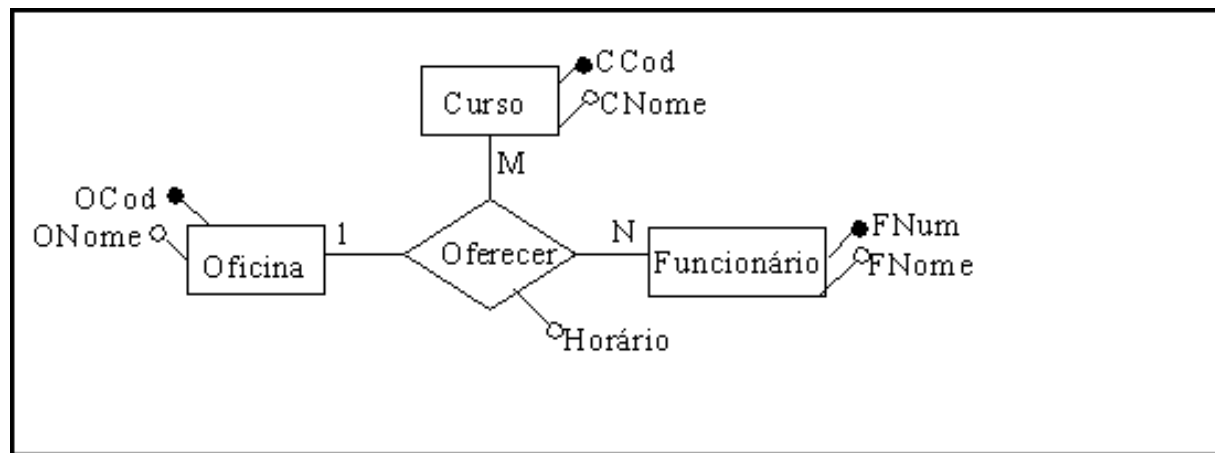 CCod
Curso
CNome
M
OCod
ONome
1
N
FNum
Oficina
Oferecer
Funcionário
FNome
Horário